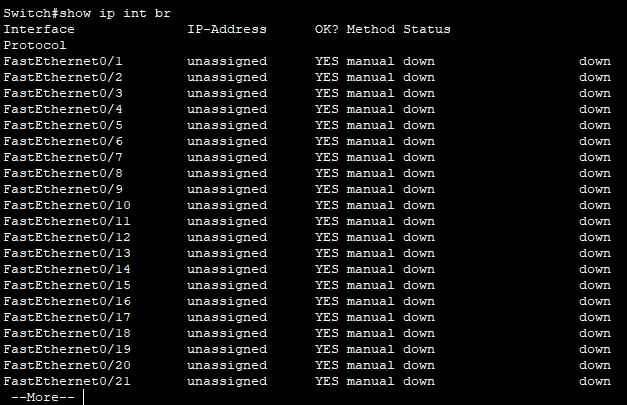 Switch#show ip int br
Interface              IP-Address      OK? Method Status
Protocol
FastEthernet0/1        unassigned      YES manual down                  down
FastEthernet0/2        unassigned      YES manual down                  down
FastEthernet0/3        unassigned      YES manual down                  down
FastEthernet0/4        unassigned      YES manual down                  down
FastEthernet0/5        unassigned      YES manual down                  down
FastEthernet0/6        unassigned      YES manual down                  down
FastEthernet0/7        unassigned      YES manual down                  down
FastEthernet0/8        unassigned      YES manual down                  down
FastEthernet0/9        unassigned      YES manual down                  down
FastEthernet0/10       unassigned      YES manual down                  down
FastEthernet0/11       unassigned      YES manual down                  down
FastEthernet0/12       unassigned      YES manual down                  down
FastEthernet0/13       unassigned      YES manual down                  down
FastEthernet0/14       unassigned      YES manual down                  down
FastEthernet0/15       unassigned      YES manual down                  down
FastEthernet0/16       unassigned      YES manual down                  down
FastEthernet0/17       unassigned      YES manual down                  down
FastEthernet0/18       unassigned      YES manual down                  down
FastEthernet0/19       unassigned      YES manual down                  down
FastEthernet0/20       unassigned      YES manual down                  down
FastEthernet0/21       unassigned      YES manual down                  down
 --More--